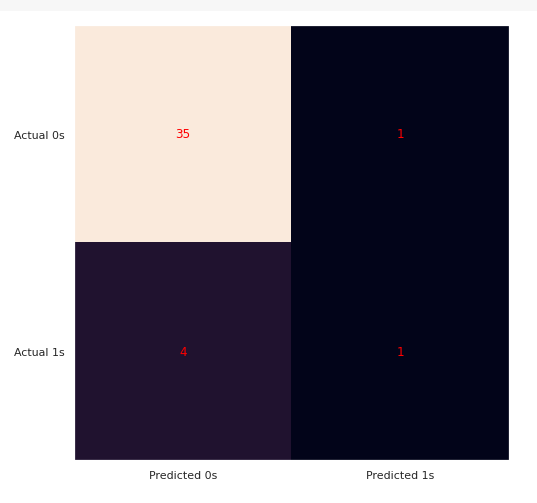 Actual 0s
35
1
Actual 1s
4
1
Predicted 0s
Predicted 1s